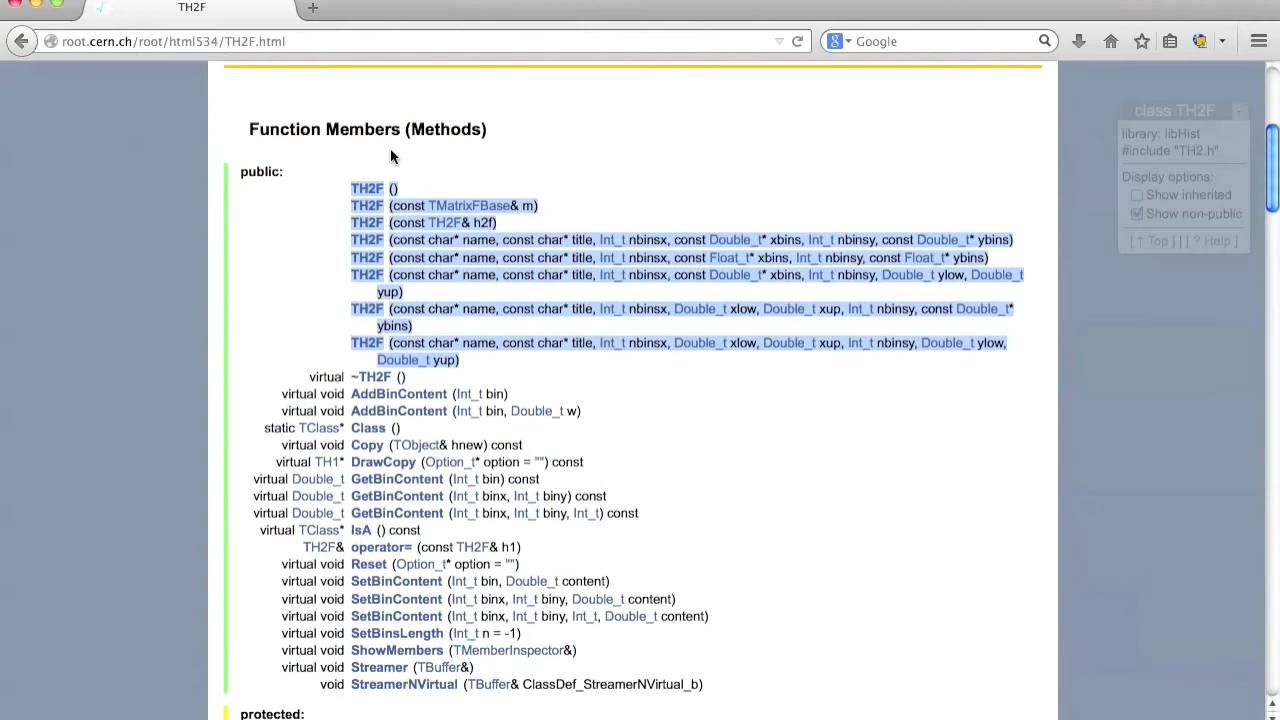 TH2F
root.cern.ch/root/html534/TH2F.html
Google
Function Members (Methods)
public:
TH2F ()
TH2F (const TMatrixFBase& m)
TH2F (const TH2F& h2f)
TH2F (const char* name, const char* title, Int_t nbinsx, const Double_t* xbins, Int_t nbinsy, const Double_t* ybins)
TH2F (const char* name, const char* title, Int_t nbinsx, const Float_t* xbins, Int_t nbinsy, const Float_t* ybins)
TH2F (const char* name, const char* title, Int_t nbinsx, const Double_t* xbins, Int_t nbinsy, Double_t ylow, Double_t
yup)
TH2F (const char* name, const char* title, Int_t nbinsx, Double_t xlow, Double_t xup, Int_t nbinsy, const Double_t*
ybins)
TH2F (const char* name, const char* title, Int_t nbinsx, Double_t xlow, Double_t xup, Int_t nbinsy, Double_t ylow,
Double_t yup)
virtual ~TH2F ()
virtual void AddBinContent (Int_t bin)
virtual void AddBinContent (Int_t bin, Double_t w)
static TClass* Class ()
virtual void Copy (TObject& hnew) const
virtual TH1* DrawCopy (Option_t* option = "") const
virtual Double_t GetBinContent (Int_t bin) const
virtual Double_t GetBinContent (Int_t binx, Int_t biny) const
virtual Double_t GetBinContent (Int_t binx, Int_t biny, Int_t) const
virtual TClass* IsA () const
TH2F& operator= (const TH2F& h1)
virtual void Reset (Option_t* option = "")
virtual void SetBinContent (Int_t bin, Double_t content)
virtual void SetBinContent (Int_t binx, Int_t biny, Double_t content)
virtual void SetBinContent (Int_t binx, Int_t biny, Int_t, Double_t content)
virtual void SetBinsLength (Int_t n = -1)
virtual void ShowMembers (TMemberInspector&)
virtual void Streamer (TBuffer&)
void StreamerNVirtual (TBuffer& ClassDef_StreamerNVirtual_b)
protected:
class TH2F
library: libHist
#include "TH2.h"
Display options:
Show inherited
Show non-public
[ ↑ Top ] [ ? Help ]